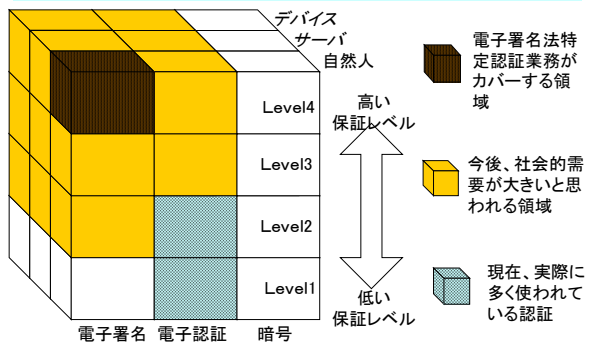 デバイス
サーバ
自然人
Level4
Level3
Level2
Level1
電子署名 電子認証 暗号
高い
保証レベル
低い
保証レベル
電子署名法特
定認証業務が
カバーする領
域
今後、社会的需
要が大きいと思
われる領域
現在、実際に
多く使われて
いる認証